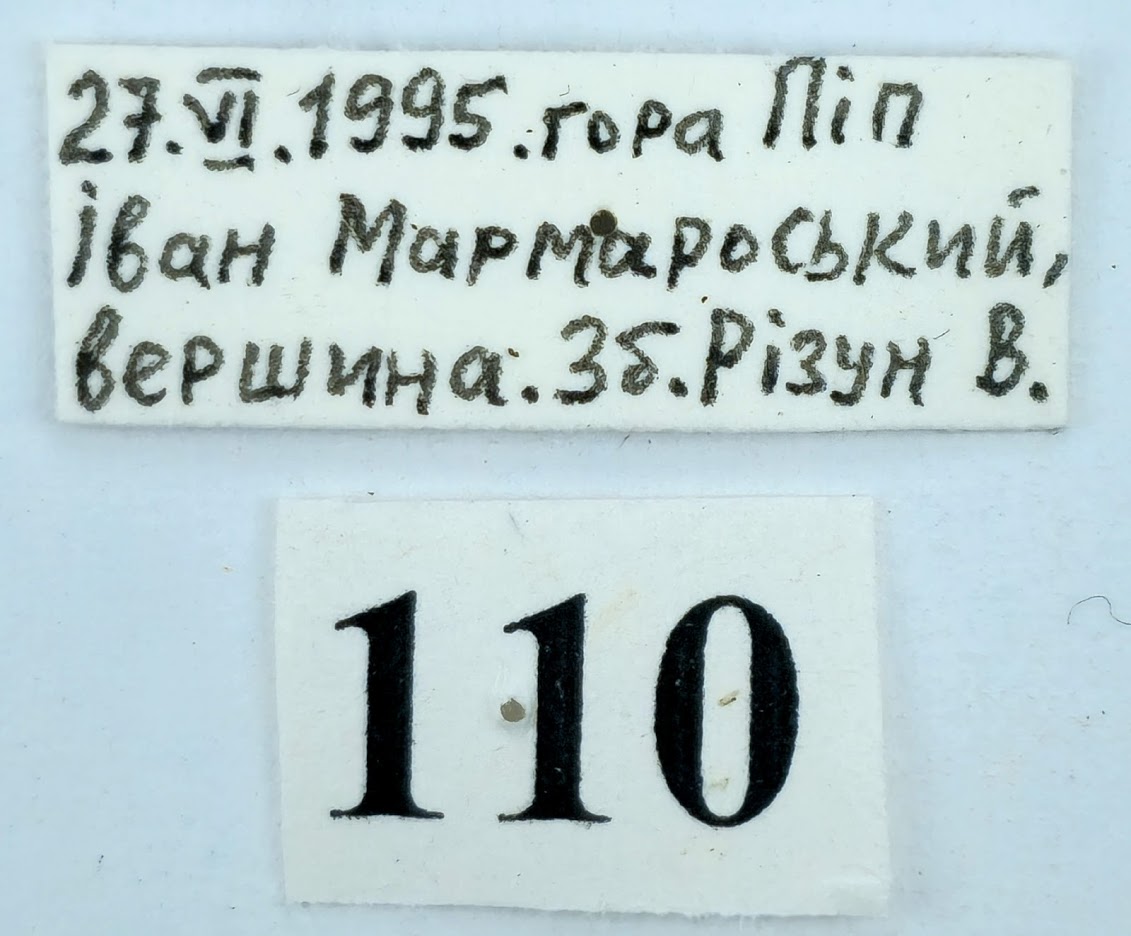 27.VI.1995.гора Піп
Іван Мармароський,
вершина. Зб. Різун В.
110